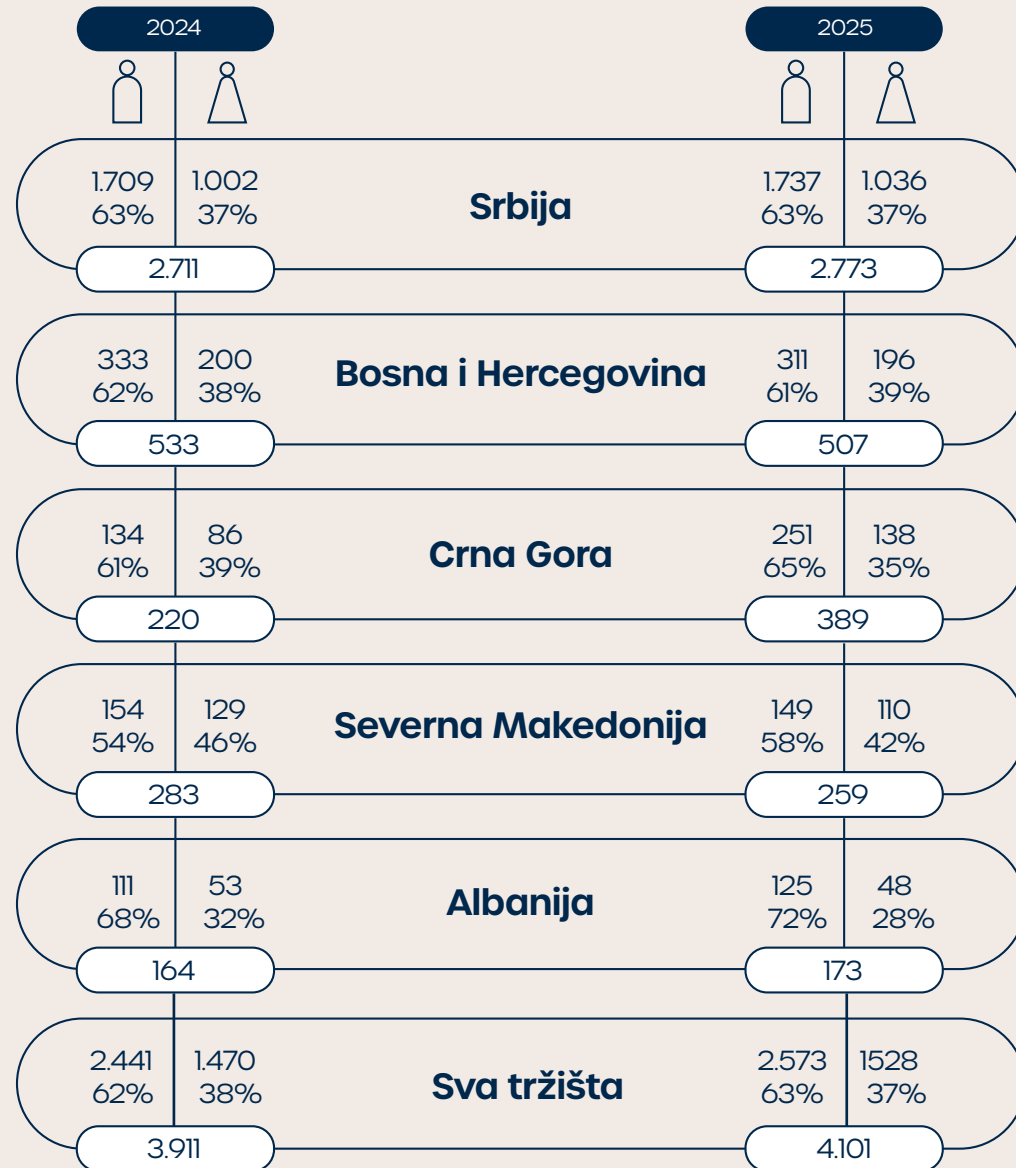 2024 2025
1.709 1.002 1.737 1.036
63% 37% Srbija 63% 37%
2.711 2.773
333 200 311 196
62% 38% Bosna i Hercegovina 61% 39%
533 507
134 86 251 138
61% 39% Crna Gora 65% 35%
220 389
154 129 149 110
54% 46% Severna Makedonija 58% 42%
283 259
111 53 125 48
68% 32% Albanija 72% 28%
164 173
2.441 1.470 2.573 1528
62% 38% Sva tržišta 63% 37%
3.911 4.101